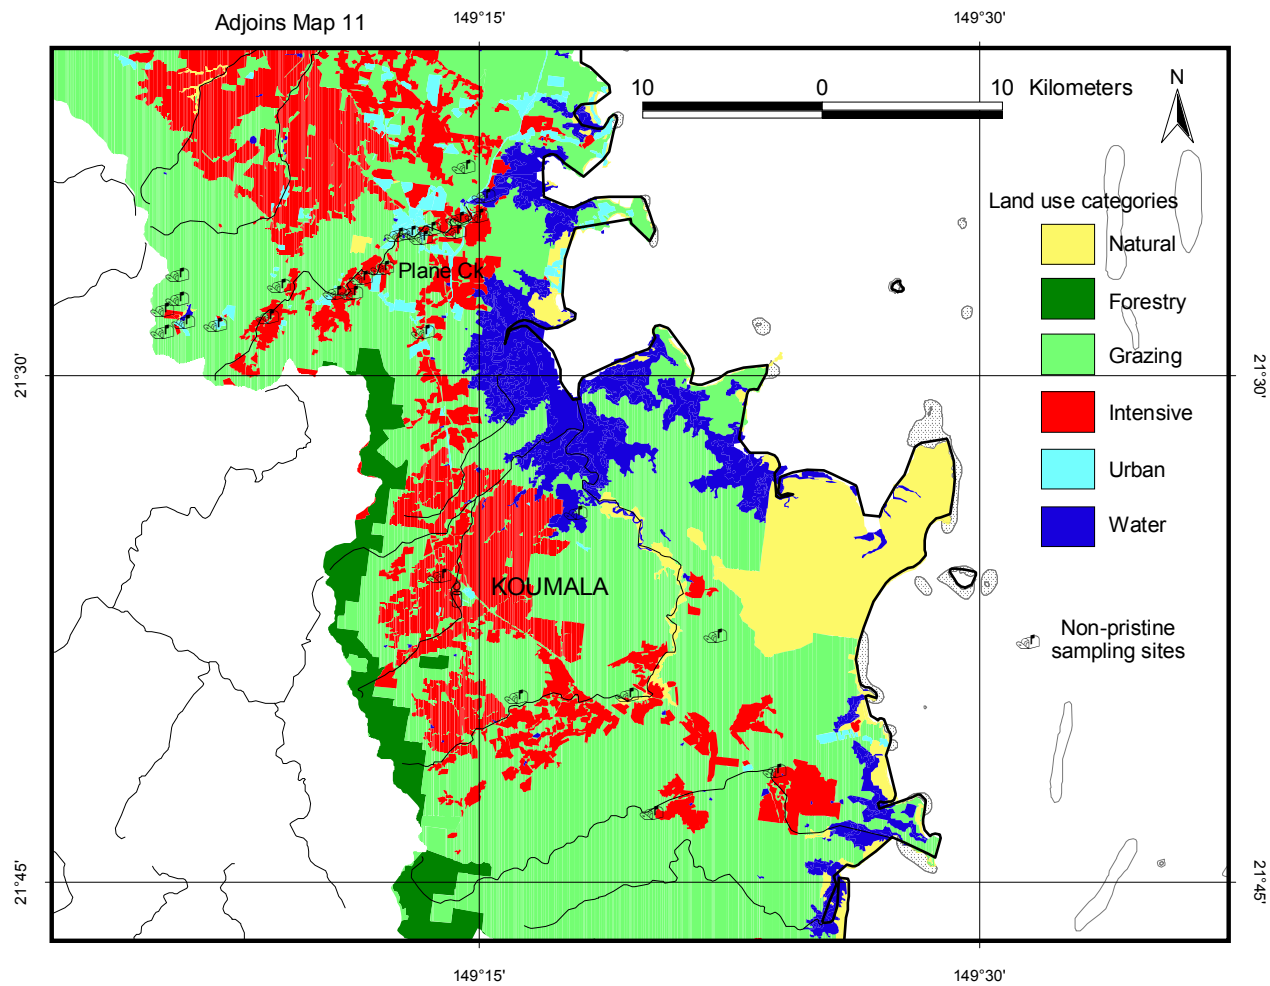 Adjoins Map 11
149°15'
149°30'
10
0
10
Kilometers
N
Land use categories
Natural
Forestry
Grazing
Intensive
Urban
Water
Non-pristine
sampling sites
Plane Ck
KOUMALA
21°30'
21°30'
21°45'
21°45'
149°15'
149°30'